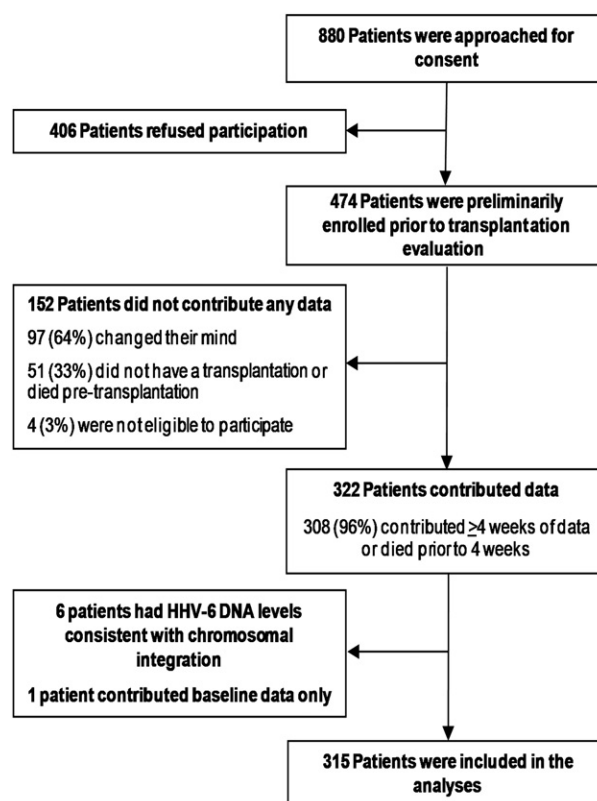 880 Patients were approached for
consent
406 Patients refused participation
474 Patients were preliminarily
enrolled prior to transplantation
evaluation
152 Patients did not contribute any data
97 (64%) changed their mind
51 (33%) did not have a transplantation or
died pre-transplantation
4 (3%) were not eligible to participate
322 Patients contributed data
308 (96%) contributed ≥4 weeks of data
or died prior to 4 weeks
6 patients had HHV-6 DNA levels
consistent with chromosomal
integration
1 patient contributed baseline data only
315 Patients were included in the
analyses